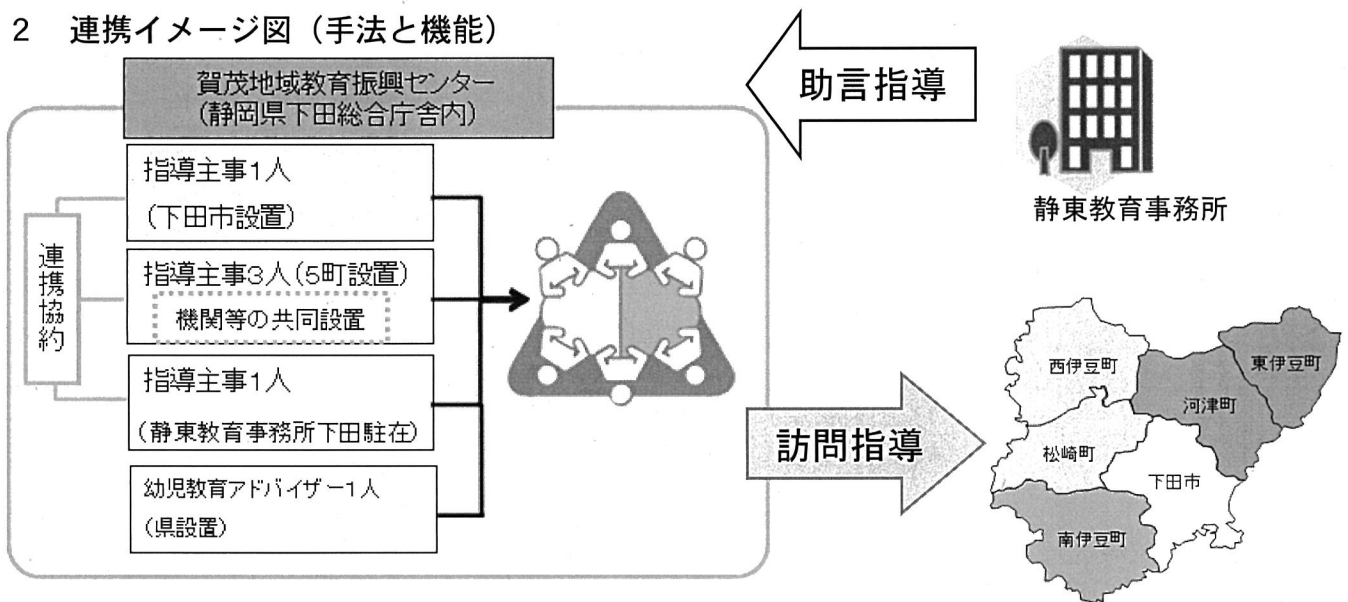 2　連携イメージ図（手法と機能）
賀茂地域教育振興センター
（静岡県下田総合庁舎内）
連携協約
指導主事1人
（下田市設置）
指導主事3人（5町設置）
機関等の共同設置
指導主事1人
（静東教育事務所下田駐在）
幼児教育アドバイザー1人
（県設置）
助言指導
静東教育事務所
訪問指導
西伊豆町
東伊豆町
河津町
松崎町
下田市
南伊豆町